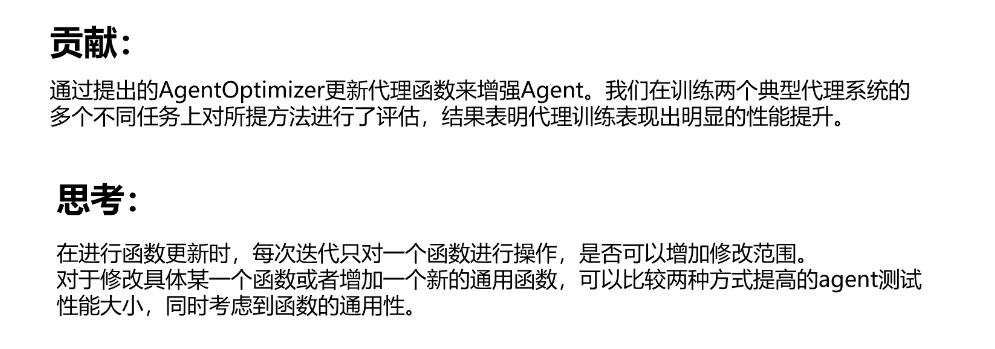 贡献：
通过提出的AgentOptimizer更新代理函数来增强Agent。我们在训练两个典型代理系统的
多个不同任务上对所提方法进行了评估，结果表明代理训练表现出明显的性能提升。
思考：
在进行函数更新时，每次迭代只对一个函数进行操作，是否可以增加修改范围。
对于修改具体某一个函数或者增加一个新的通用函数，可以比较两种方式提高的agent测试
性能大小，同时考虑到函数的通用性。